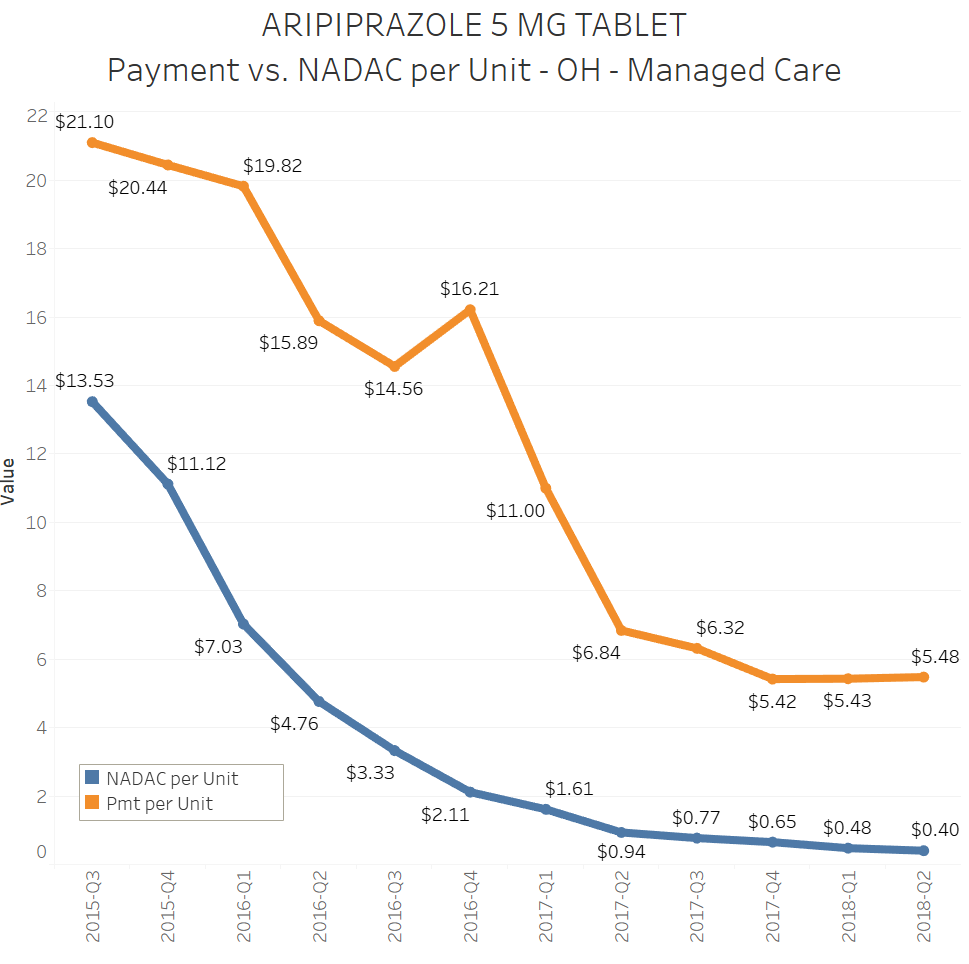 ARIPIPRAZOLE 5 MG TABLET
Payment vs. NADAC per Unit - OH - Managed Care
22
20
18
16
14
12
10
8
6
4
2
0
Value
$21.10
$20.44
$19.82
$15.89
$14.56
$16.21
$11.00
$6.84
$6.32
$5.42
$5.43
$5.48
$13.53
$11.12
$7.03
$4.76
$3.33
$2.11
$1.61
$0.94
$0.77
$0.65
$0.48
$0.40
NADAC per Unit
Pmt per Unit
2015-Q3
2015-Q4
2016-Q1
2016-Q2
2016-Q3
2016-Q4
2017-Q1
2017-Q2
2017-Q3
2017-Q4
2018-Q1
2018-Q2